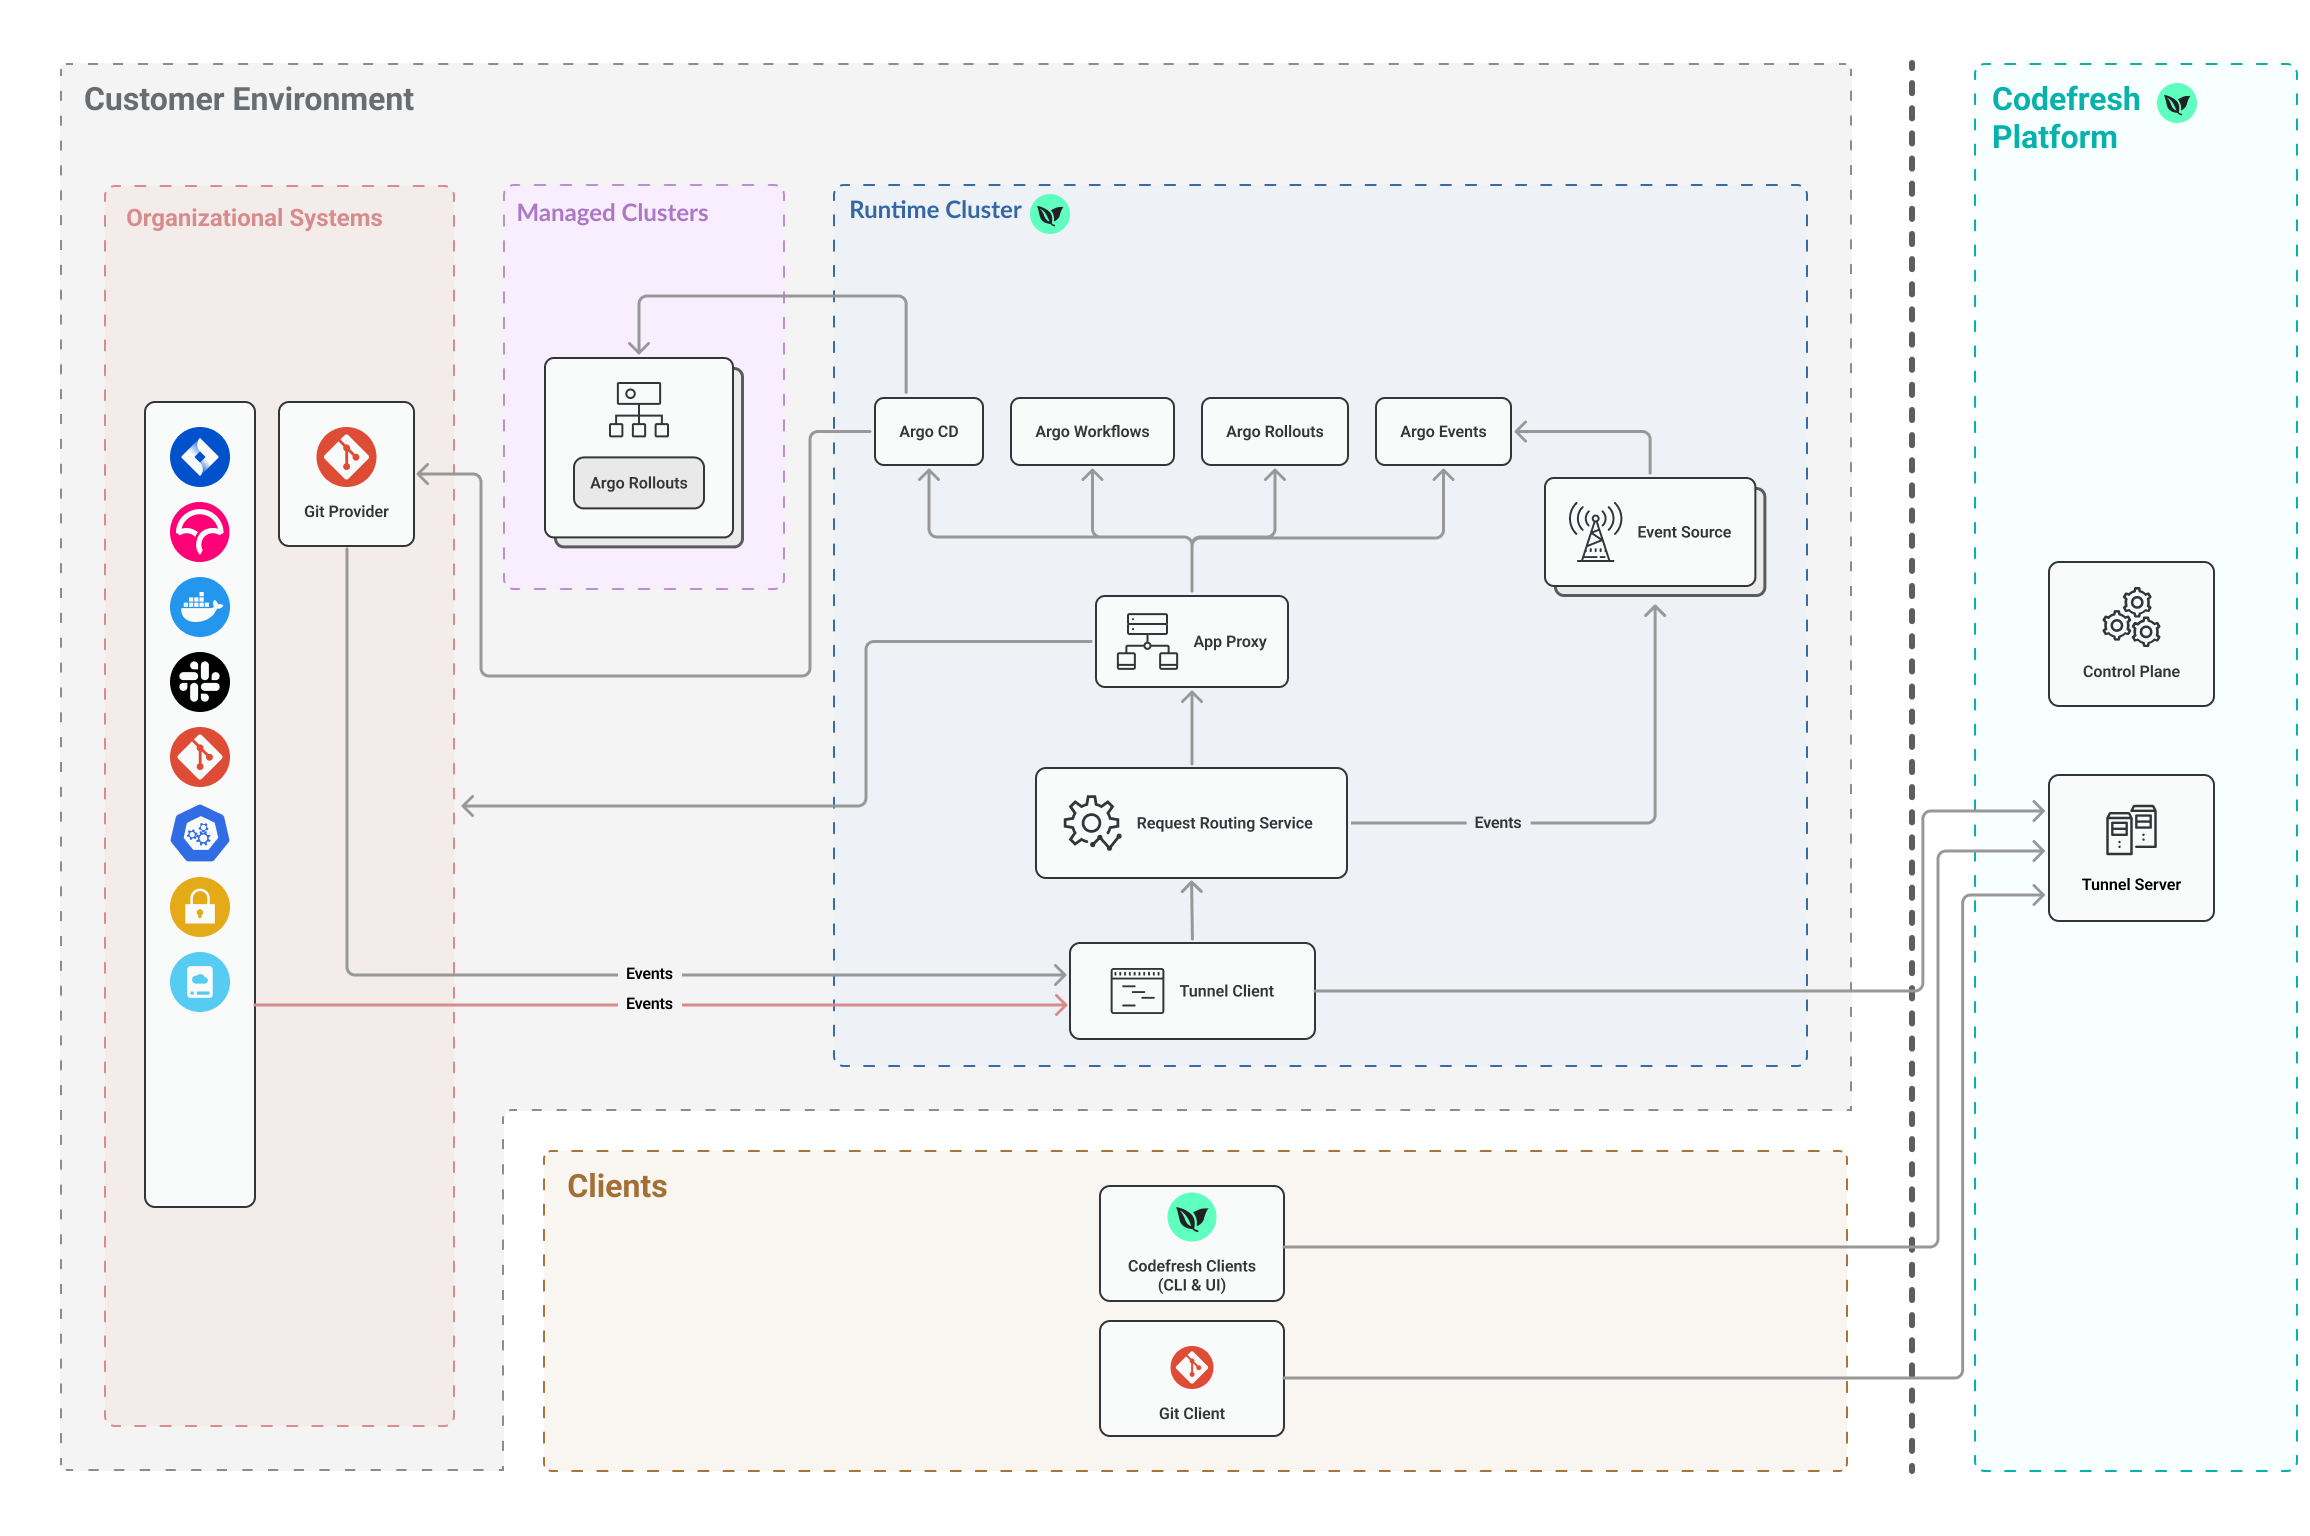 Customer Environment
Codefresh
Platform
Organizational Systems
Managed Clusters
Runtime Cluster
Git Provider
Argo Rollouts
Argo CD
Argo Workflows
Argo Rollouts
Argo Events
Event Source
App Proxy
Control Plane
Request Routing Service
Events
Tunnel Server
Events
Events
Tunnel Client
Clients
Codefresh Clients
(CLI & UI)
Git Client